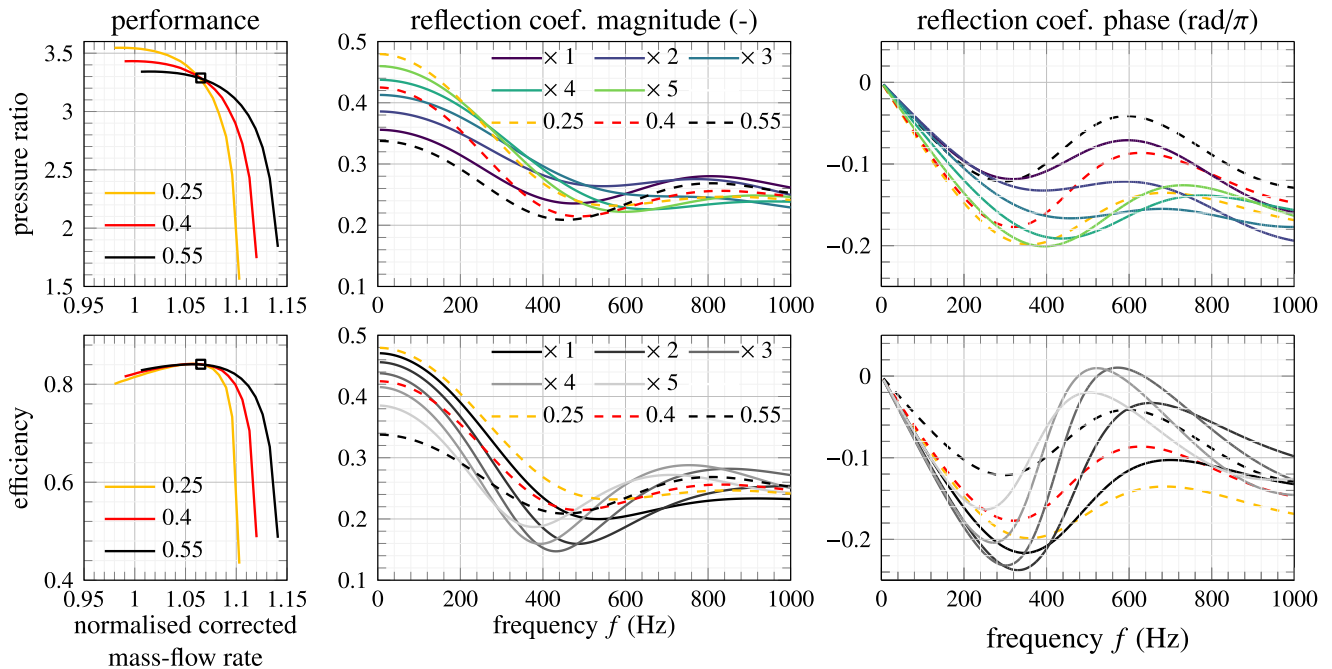 performance
reflection coef. magnitude (-)
reflection coef. phase (rad/π)
pressure ratio
3.5
3
2.5
2
1.5
0.25
0.4
0.55
0.95 1 1.05 1.1 1.15
0.5
0.4
0.3
0.2
0.1
× 1 × 2 × 3
× 4 × 5
0.25 0.4 0.55
0 200 400 600 800 1000
0
−0.1
−0.2
0 200 400 600 800 1000
efficiency
0.8
0.6
0.4
0.25
0.4
0.55
0.95 1 1.05 1.1 1.15
normalised corrected
mass-flow rate
0.5
0.4
0.3
0.2
0.1
× 1 × 2 × 3
× 4 × 5
0.25 0.4 0.55
0 200 400 600 800 1000
frequency f (Hz)
0
−0.1
−0.2
0 200 400 600 800 1000
frequency f (Hz)